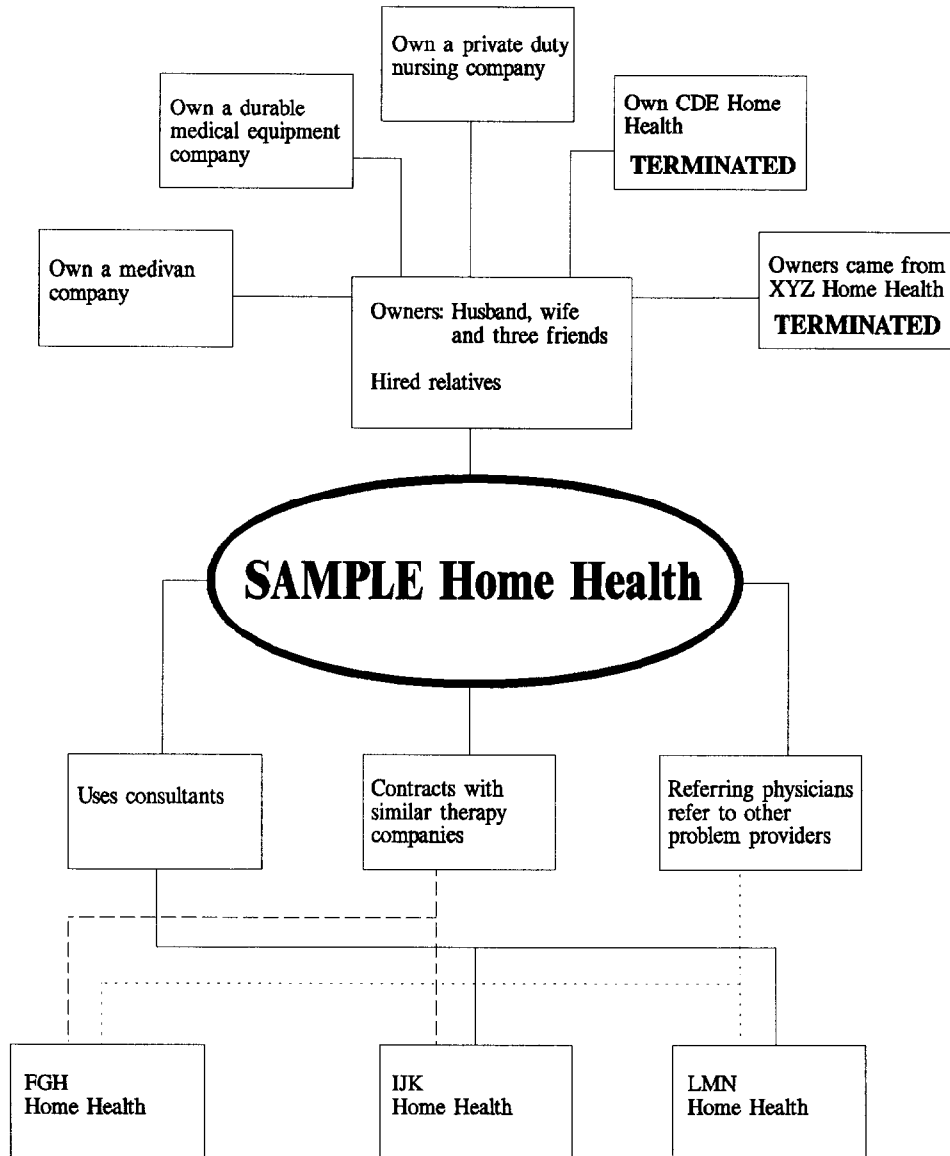 Own a private duty
nursing company
Own a durable
medical equipment
company
Own CDE Home
Health
TERMINATED
Own a medivan
company
Owners came from
XYZ Home Health
TERMINATED
Owners: Husband, wife
and three friends
Hired relatives
SAMPLE Home Health
Uses consultants
Contracts with
similar therapy
companies
Referring physicians
refer to other
problem providers
FGH
Home Health
IJK
Home Health
LMN
Home Health